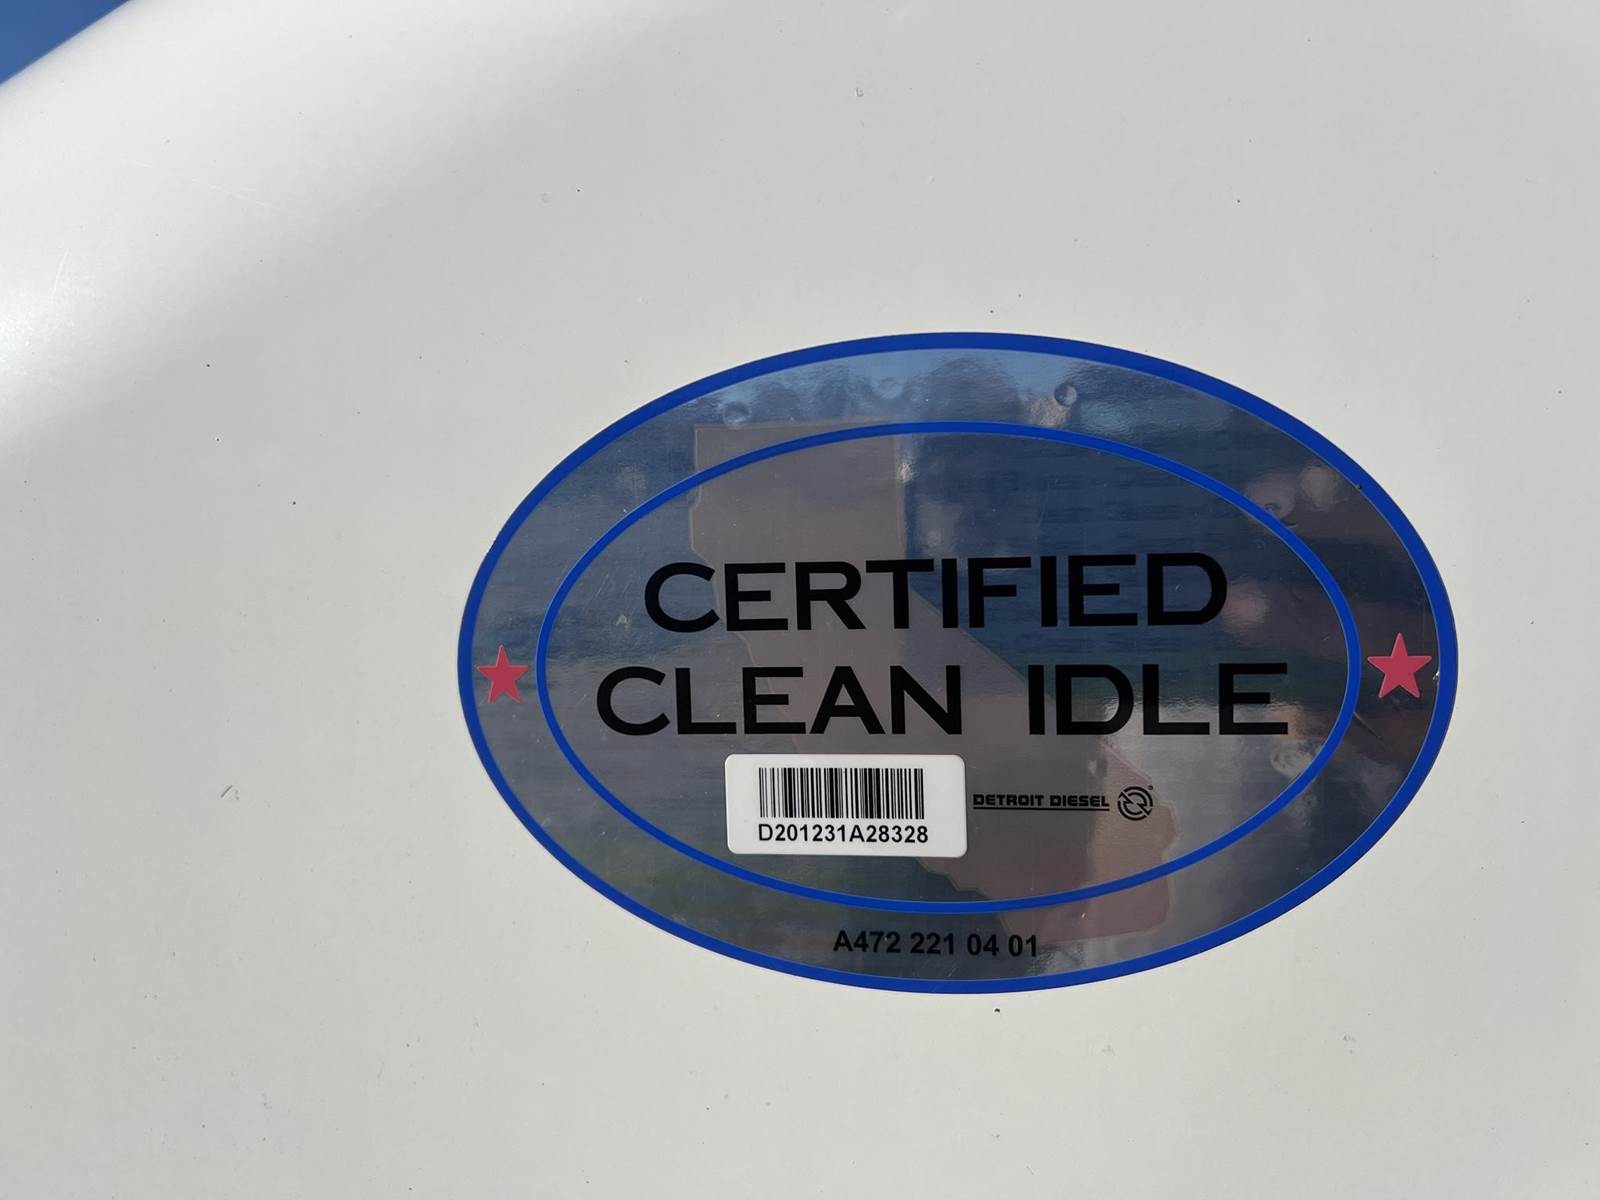 CERTIFIED
CLEAN IDLE
D201231A28328
DETROIT DIESEL
A472 221 04 01